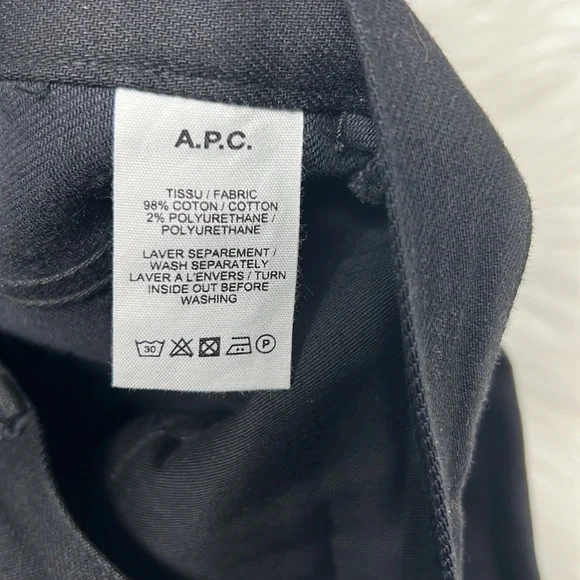 A.P.C.
TISSU / FABRIC
98% COTON / COTTON
2% POLYURETHANE /
POLYURETHANE
LAVER SEPAREMENT /
WASH SEPARATELY
LAVER A L'ENVERS / TURN
INSIDE OUT BEFORE
WASHING
30 P